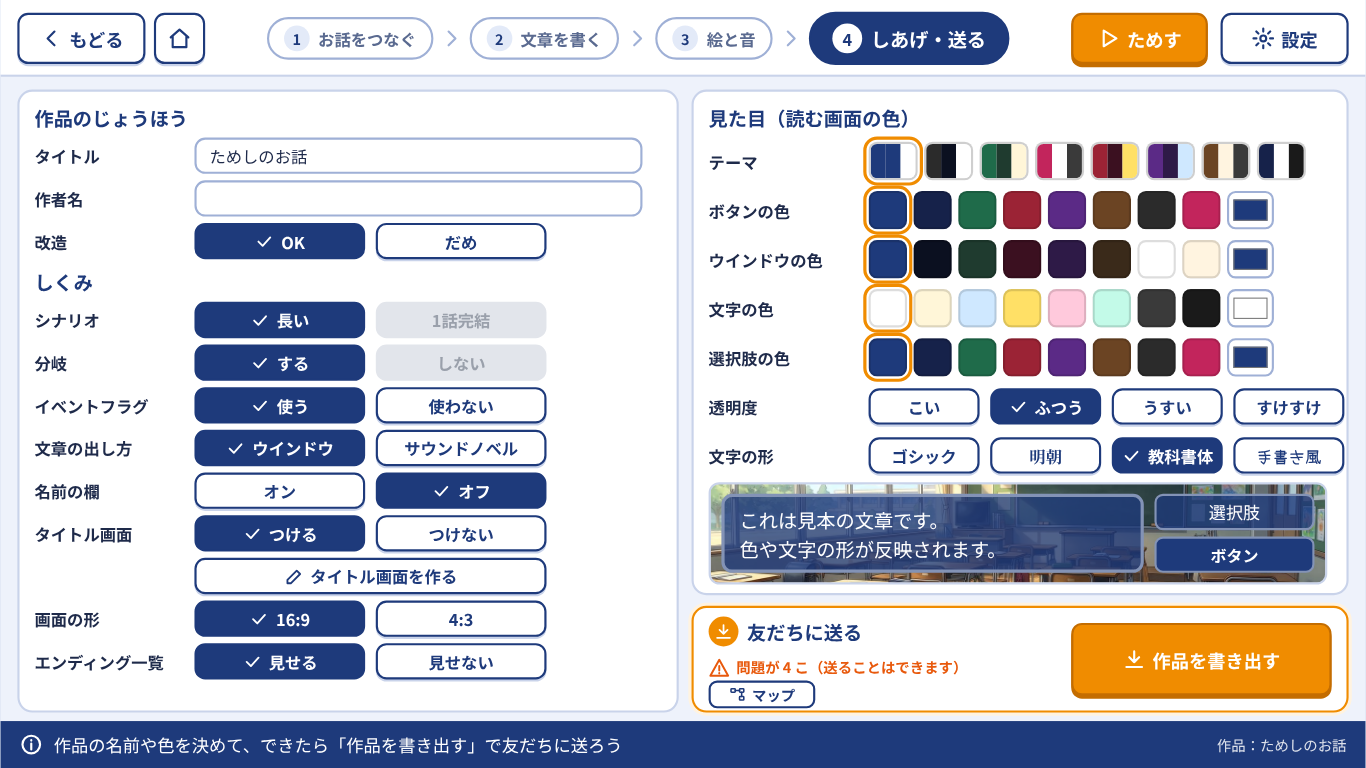 もどる
1 お話をつなぐ
2 文章を書く
3 絵と音
4 しあげ・送る
ためす
設定
作品のじょうほう
タイトル ためしのお話
作者名
改造 OK だめ
しくみ
シナリオ 長い 1話完結
分岐 する しない
イベントフラグ 使う 使わない
文章の出し方 ウインドウ サウンドノベル
名前の欄 オン オフ
タイトル画面 つける つけない
タイトル画面を作る
画面の形 16:9 4:3
エンディング一覧 見せる 見せない
見た目（読む画面の色）
テーマ
ボタンの色
ウインドウの色
文字の色
選択肢の色
透明度 こい ふつう うすい すけすけ
文字の形 ゴシック 明朝 教科書体 手書き風
これは見本の文章です。
色や文字の形が反映されます。
選択肢
ボタン
友だちに送る
問題が４こ（送ることはできます）
マップ
作品を書き出す
作品の名前や色を決めて、できたら「作品を書き出す」で友だちに送ろう
作品：ためしのお話